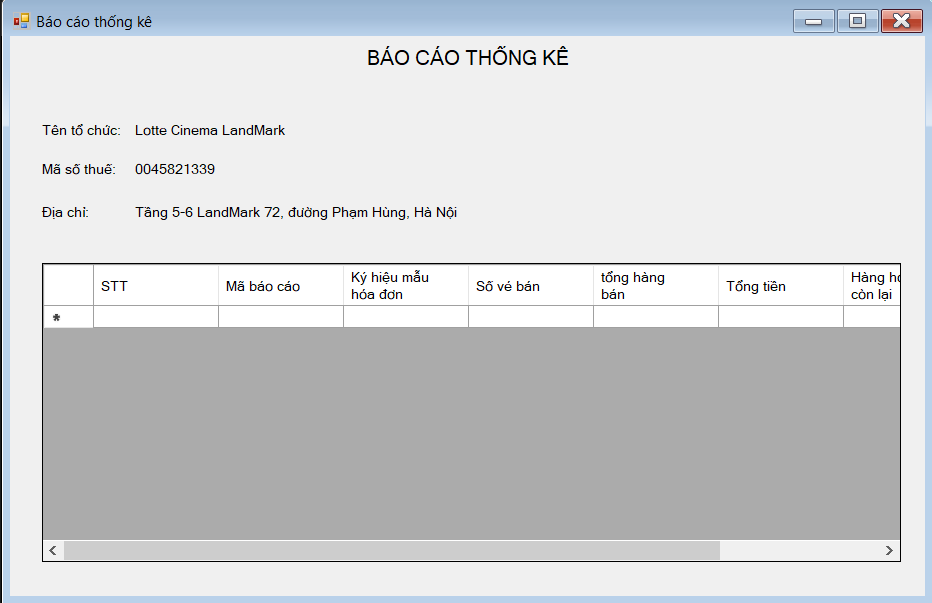 Báo cáo thống kê
BÁO CÁO THỐNG KÊ
Tên tổ chức: Lotte Cinema LandMark
Mã số thuế: 0045821339
Địa chỉ: Tầng 5-6 LandMark 72, đường Phạm Hùng, Hà Nội
STT
Mã báo cáo
Ký hiệu mẫu
hóa đơn
Số vé bán
tổng hàng
bán
Tổng tiền
Hàng
còn lại
*